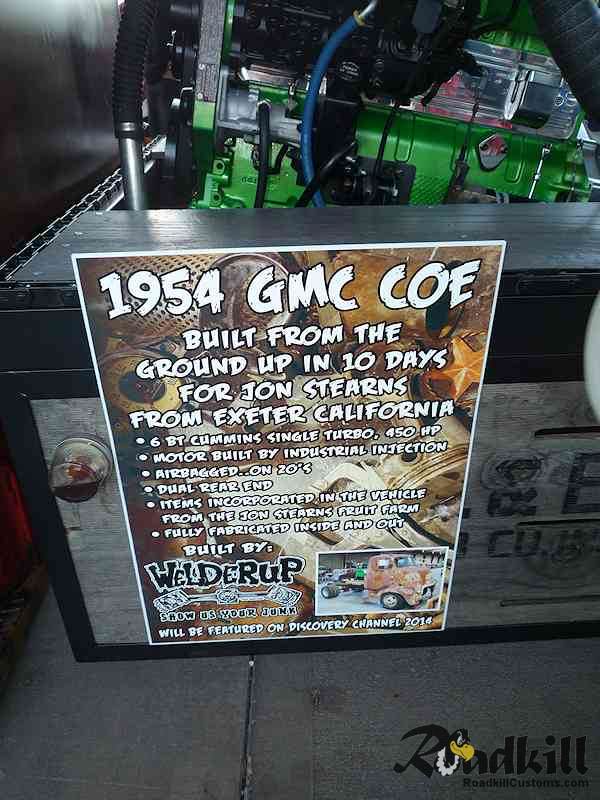 1954 GMC COE
BUILT FROM THE
GROUND UP IN 10 DAYS
FOR JON STEARNS
FROM EXETER CALIFORNIA
• 6 BT CUMMINS SINGLE TURBO, 450 HP
• MOTOR BUILT BY INDUSTRIAL INJECTION
• AIRBAGGED..ON 20'S
• DUAL REAR END
• ITEMS INCORPORATED IN THE VEHICLE
FROM THE JON STEARNS FRUIT FARM
• FULLY FABRICATED INSIDE AND OUT
BUILT BY:
WELDERUP
SHOW US YOUR JUNK
WILL BE FEATURED ON DISCOVERY CHANNEL 2014
Roadkill
RoadkillCustoms.com